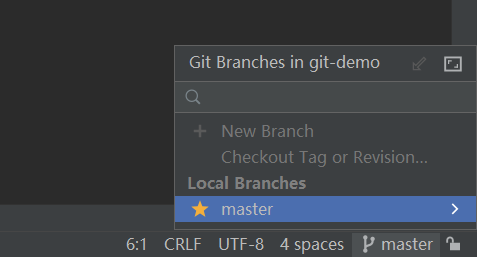 Git Branches in git-demo
New Branch
Checkout Tag or Revision...
Local Branches
master
6:1 CRLF UTF-8 4 spaces master